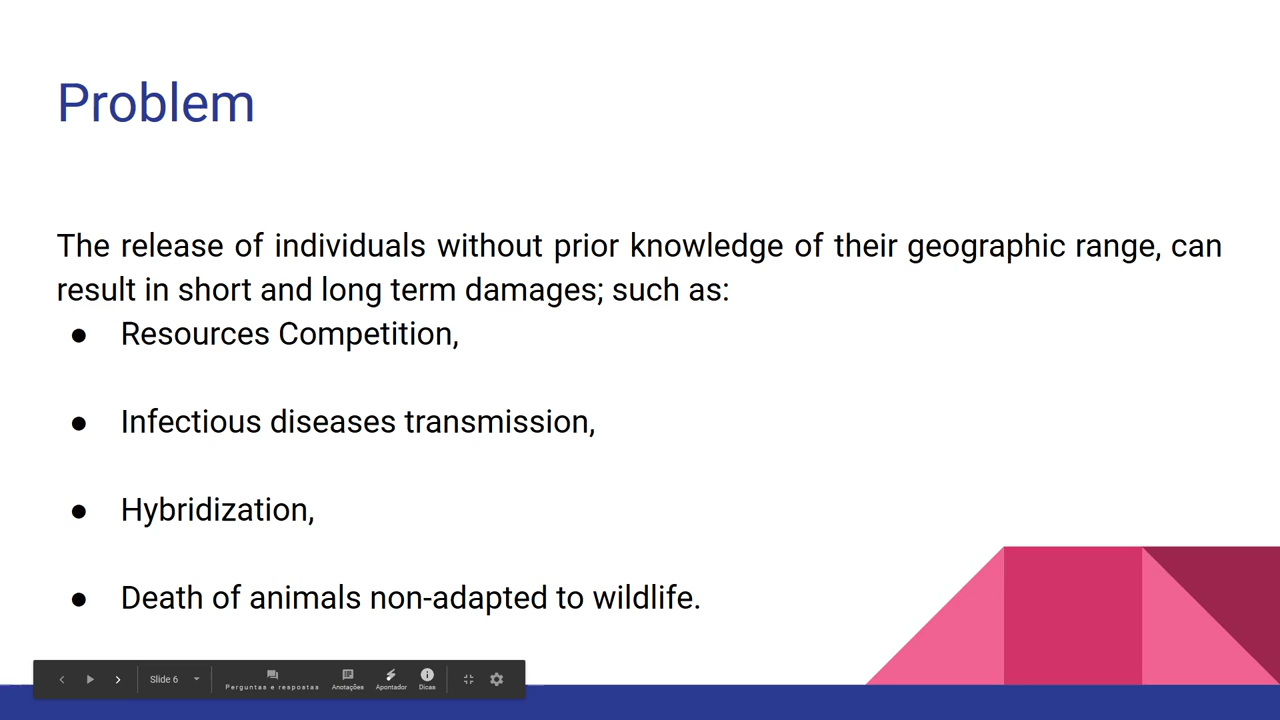 Problem
The release of individuals without prior knowledge of their geographic range, can
result in short and long term damages; such as:
● Resources Competition,
● Infectious diseases transmission,
● Hybridization,
● Death of animals non-adapted to wildlife.
Slide 6
Perguntas e respostas
Anotações
Apontador
Dicas